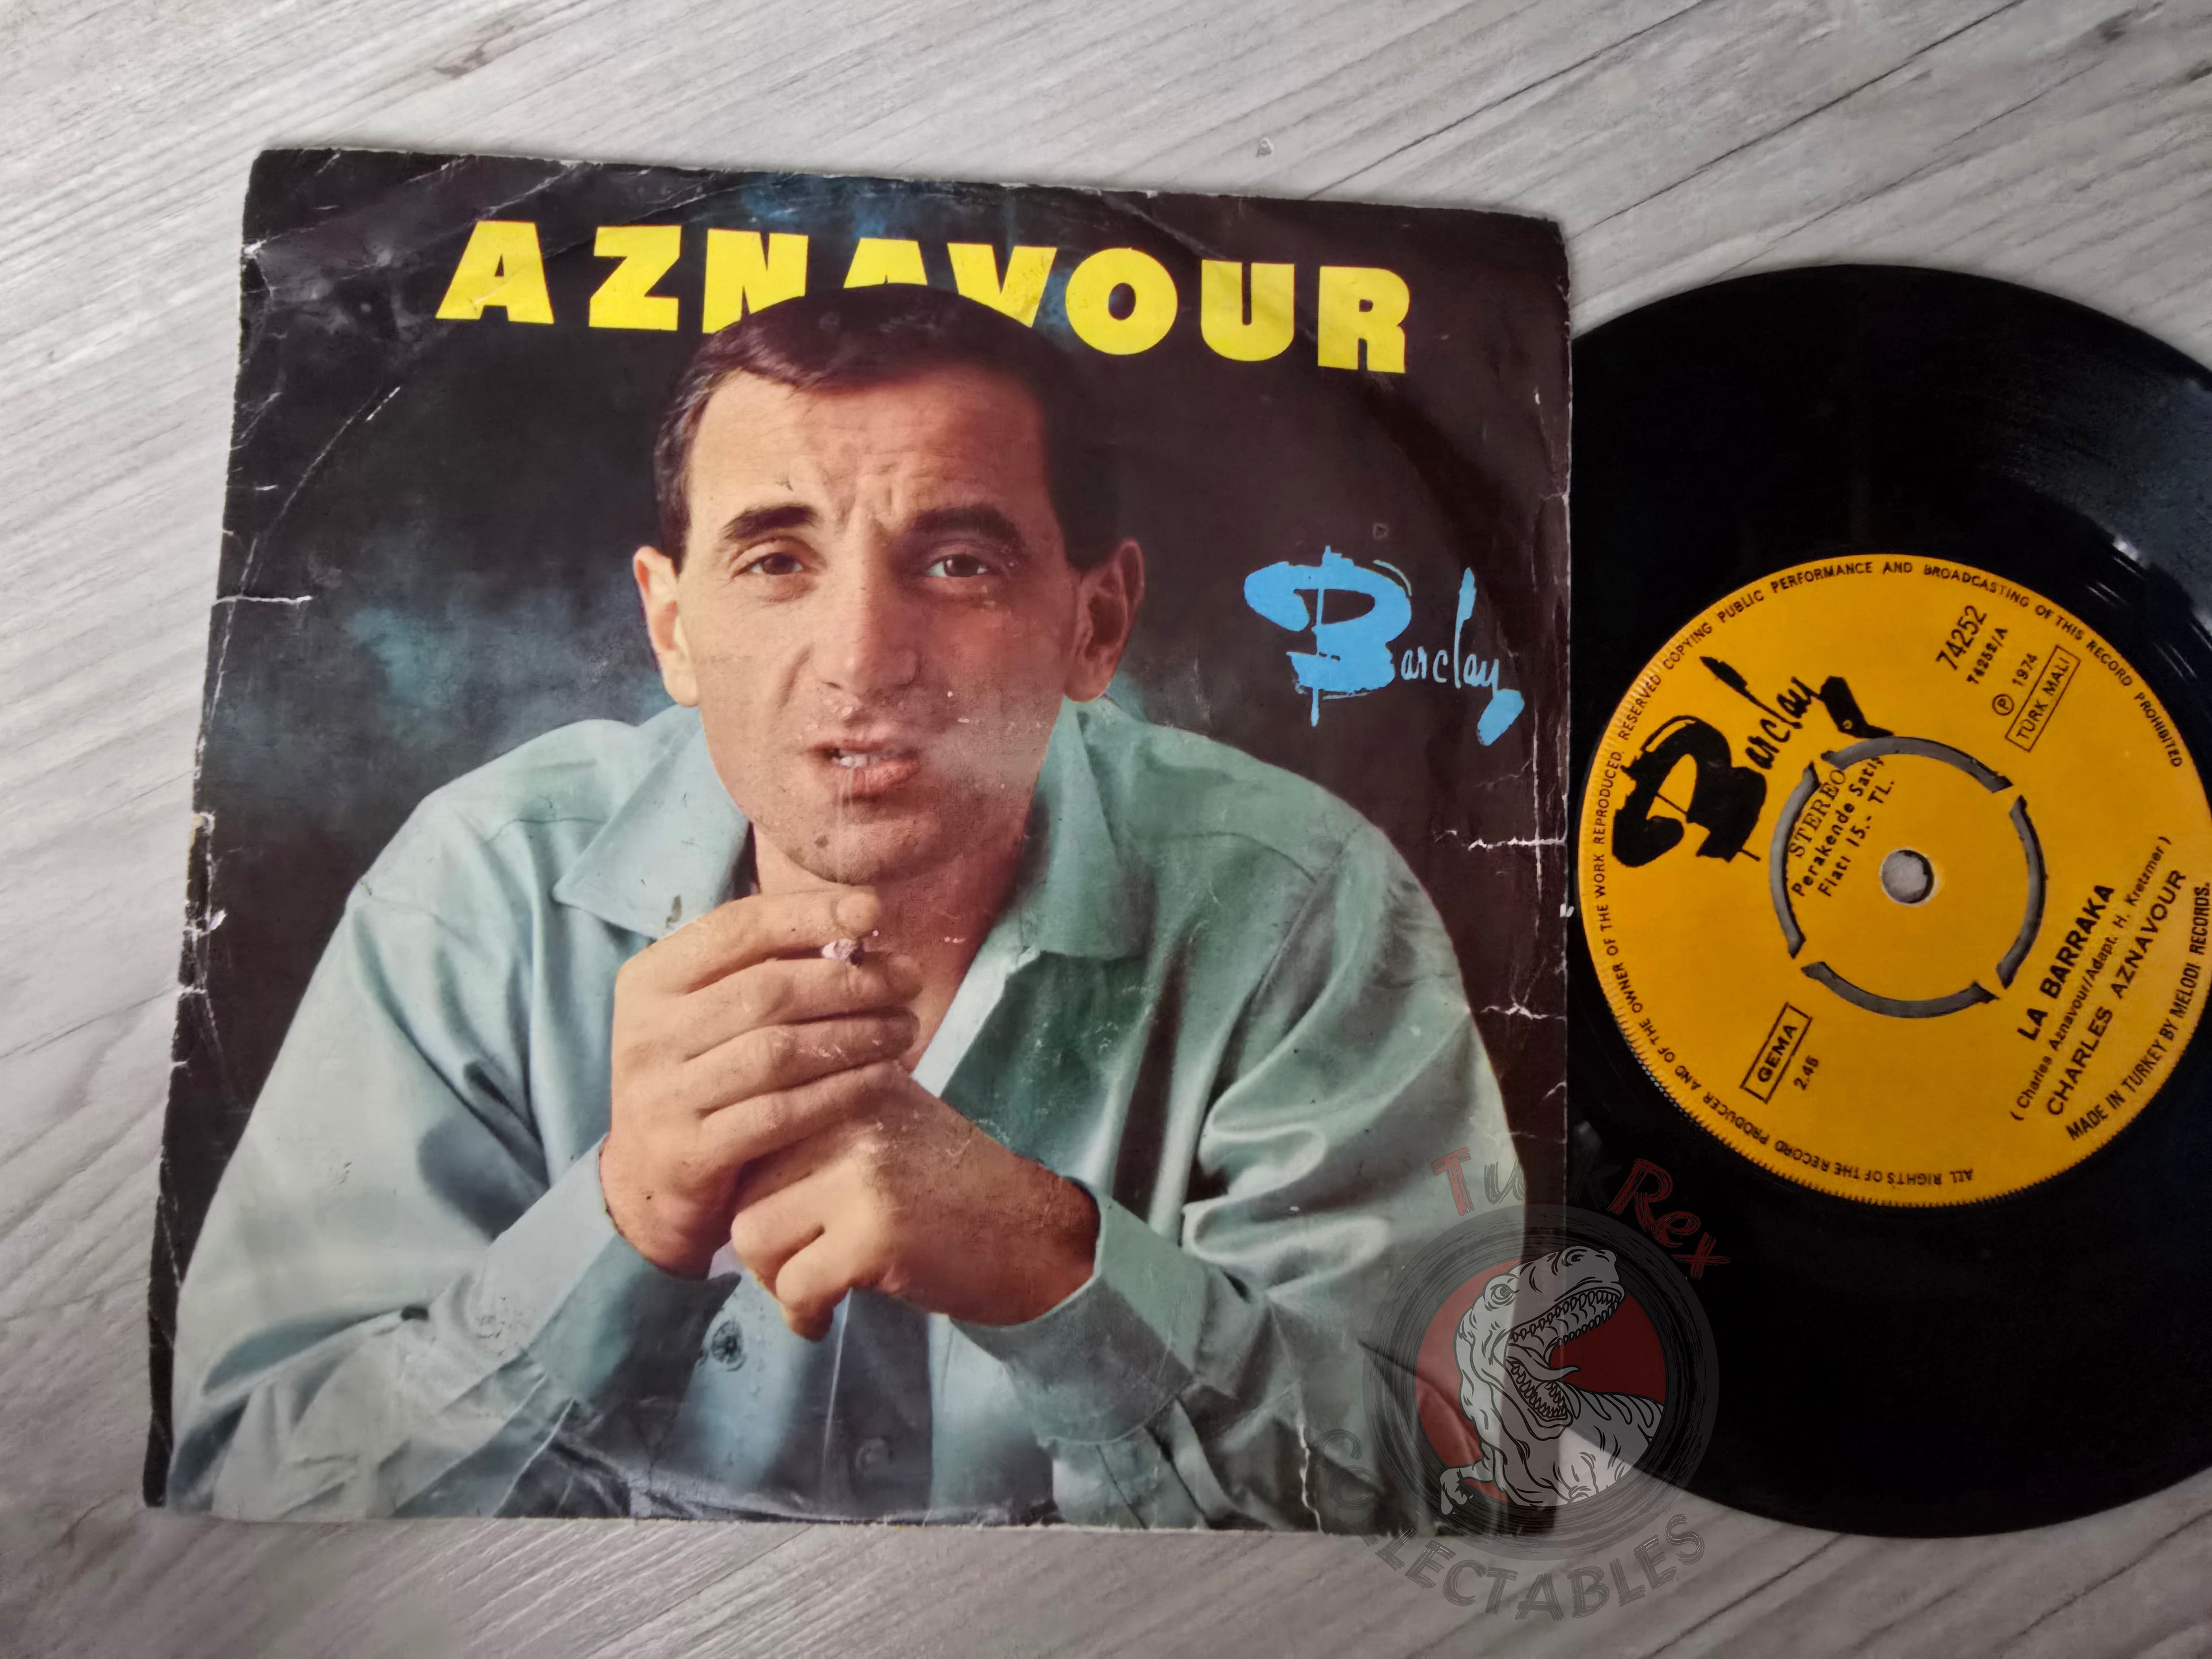 AZNAVOUR
Barclay
COPYING PUBLIC PERFORMANCE AND BROADCASTING OF THIS RECORD PROHIBITED
ALL RIGHTS OF THE RECORD PRODUCER AND OF THE OWNER OF THE WORK REPRODUCED RESERVED
Barclay
74252
74252/A
Ⓟ 1974
TÜRK MALI
STEREO
Perakende Satış
Fiatı 15.- TL.
GEMA
2.45
LA BARRAKA
( Charles Aznavour/Adapt. H. Kretzmer )
CHARLES AZNAVOUR
MADE IN TURKEY BY MELODI RECORDS.
TurkRex
COLLECTABLES